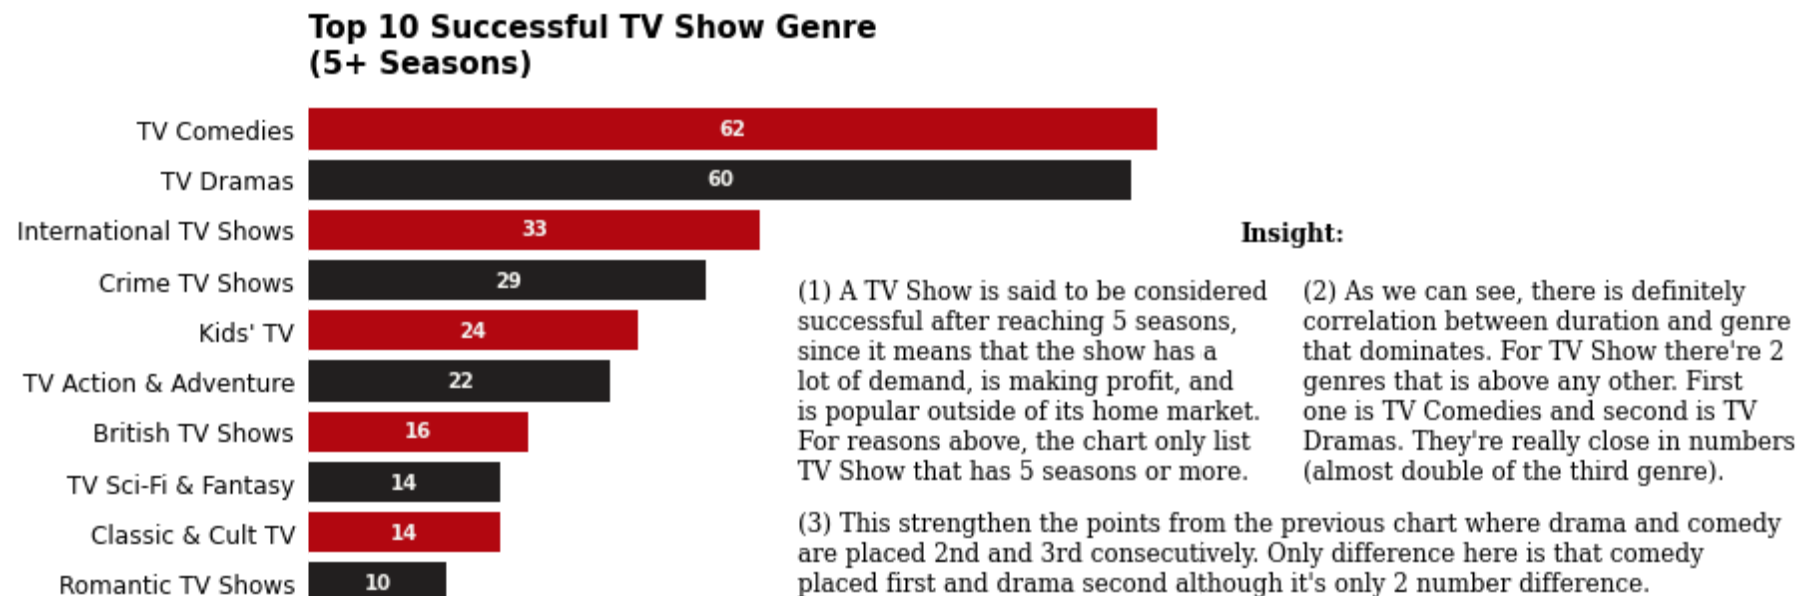 Top 10 Successful TV Show Genre
(5+ Seasons)
TV Comedies 62
TV Dramas 60
International TV Shows 33
Crime TV Shows 29
Kids' TV 24
TV Action & Adventure 22
British TV Shows 16
TV Sci-Fi & Fantasy 14
Classic & Cult TV 14
Romantic TV Shows 10
Insight:
(1) A TV Show is said to be considered
successful after reaching 5 seasons,
since it means that the show has a
lot of demand, is making profit, and
is popular outside of its home market.
For reasons above, the chart only list
TV Show that has 5 seasons or more.
(2) As we can see, there is definitely
correlation between duration and genre
that dominates. For TV Show there're 2
genres that is above any other. First
one is TV Comedies and second is TV
Dramas. They're really close in numbers
(almost double of the third genre).
(3) This strengthen the points from the previous chart where drama and comedy
are placed 2nd and 3rd consecutively. Only difference here is that comedy
placed first and drama second although it's only 2 number difference.